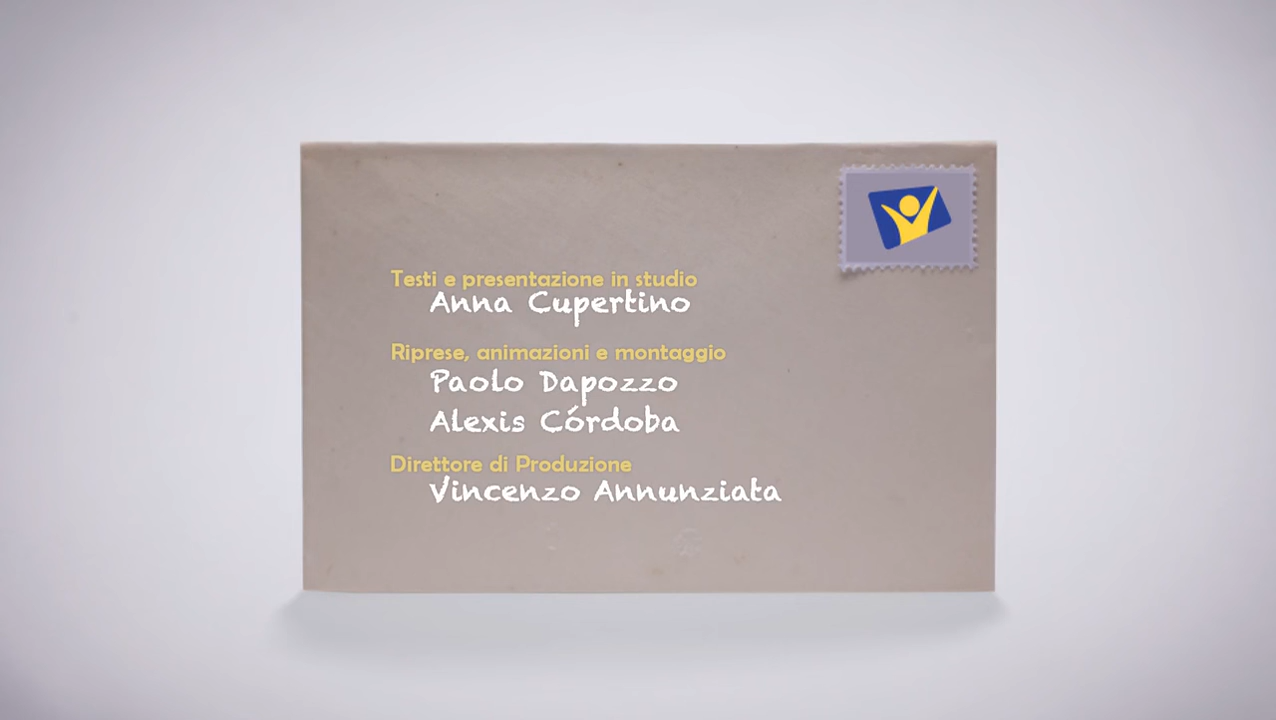 Testi e presentazione in studio
Anna Cupertino
Riprese, animazioni e montaggio
Paolo Dapozzo
Alexis Córdoba
Direttore di Produzione
Vincenzo Annunziata